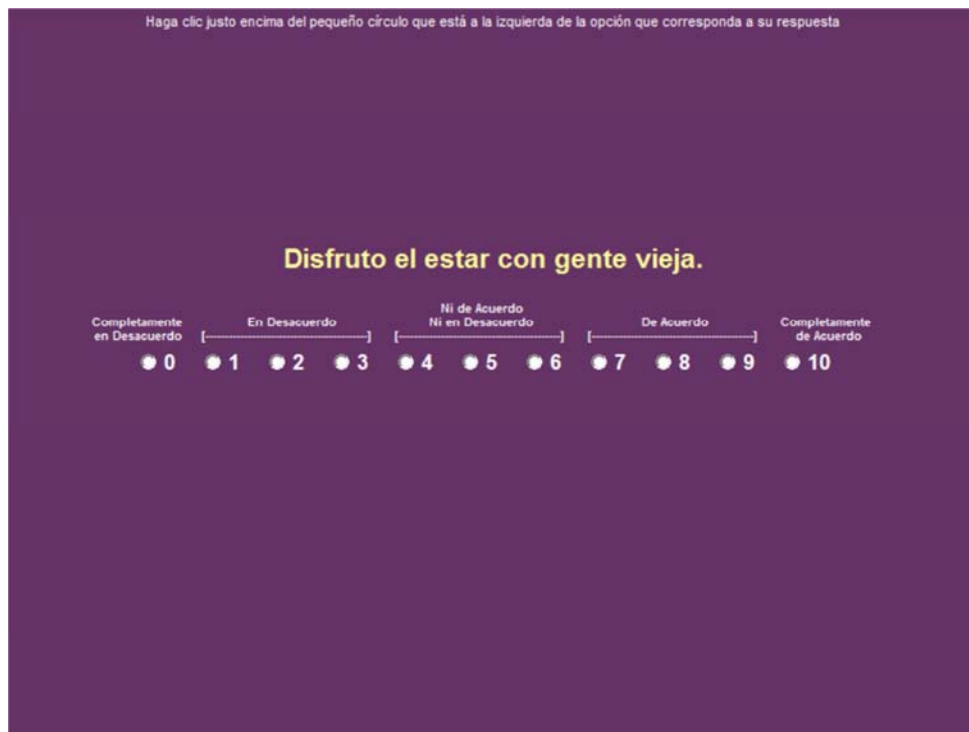 Haga clic justo encima del pequeño círculo que está a la izquierda de la opción que corresponda a su respuesta
Disfruto el estar con gente vieja.
Completamente
en Desacuerdo
En Desacuerdo
[---------------------------------------]
Ni de Acuerdo
Ni en Desacuerdo
[---------------------------------------]
De Acuerdo
[---------------------------------------]
Completamente
de Acuerdo
0 1 2 3 4 5 6 7 8 9 10